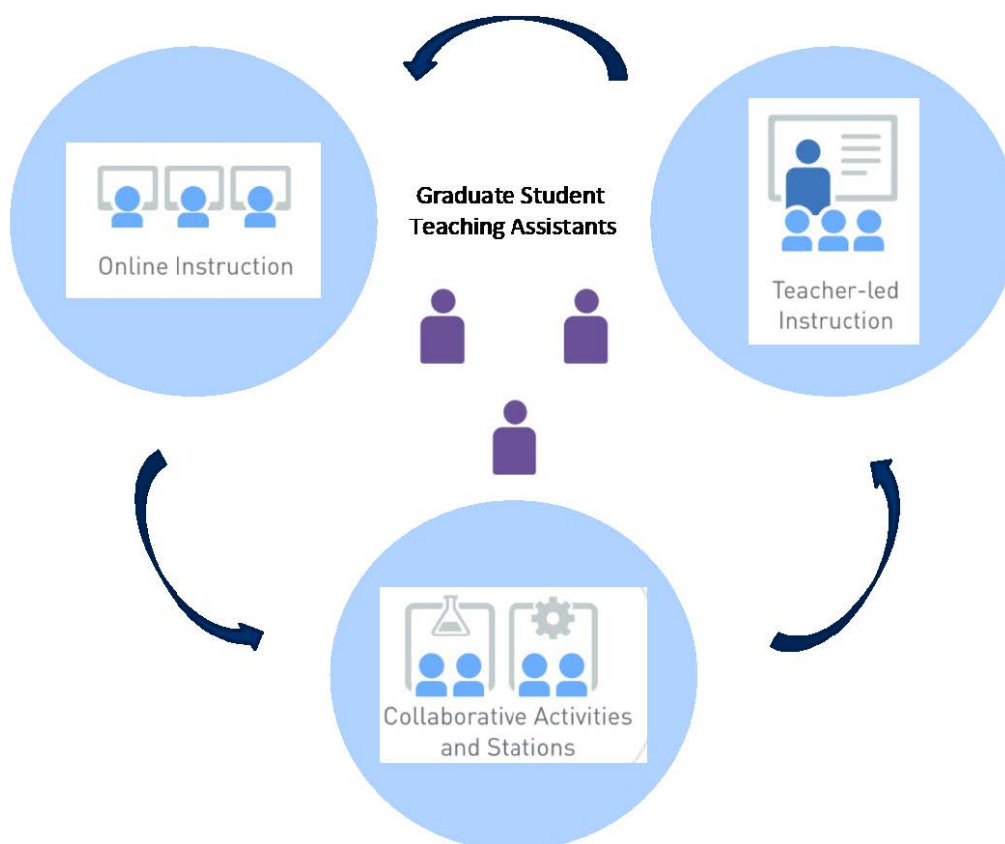 Graduate Student
Teaching Assistants
Online Instruction
Teacher-led
Instruction
Collaborative Activities
and Stations